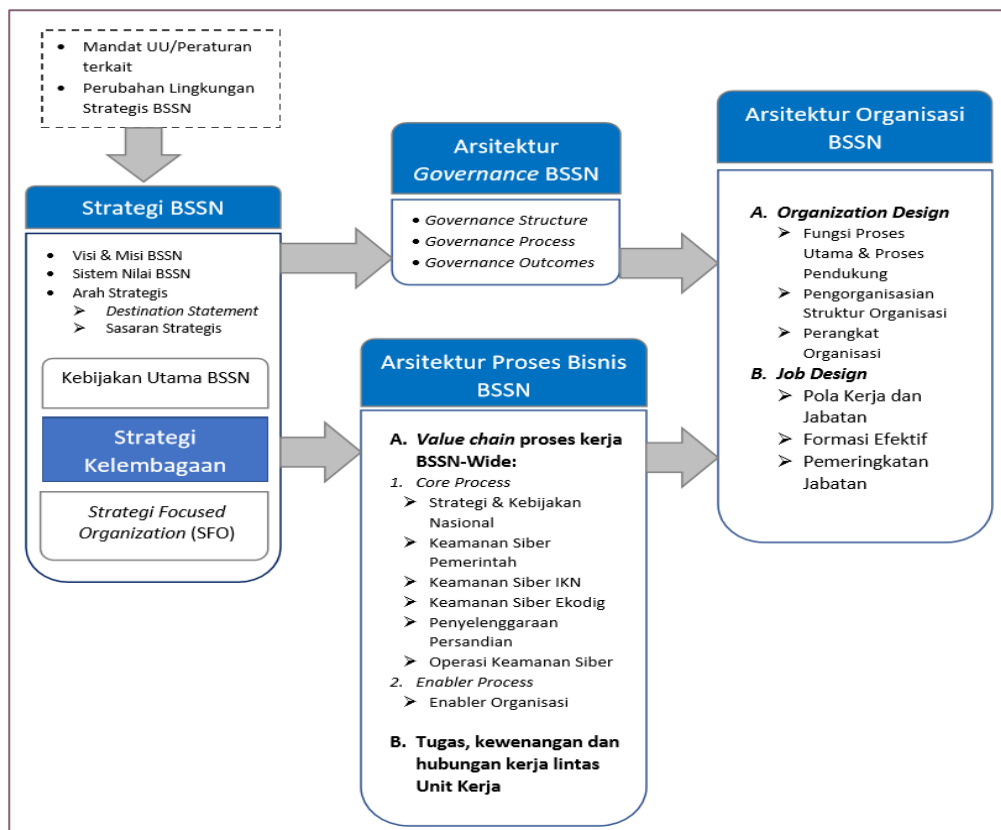 • Mandat UU/Peraturan
terkait
• Perubahan Lingkungan
Strategis BSSN
Strategi BSSN
• Visi & Misi BSSN
• Sistem Nilai BSSN
• Arah Strategis
➢ Destination Statement
➢ Sasaran Strategis
Kebijakan Utama BSSN
Strategi
Kelembagaan
Strategi Focused
Organization (SFO)
Arsitektur
Governance BSSN
• Governance Structure
• Governance Process
• Governance Outcomes
Arsitektur Proses Bisnis
BSSN
A. Value chain proses kerja
BSSN-Wide:
1. Core Process
➢ Strategi & Kebijakan
Nasional
➢ Keamanan Siber
Pemerintah
➢ Keamanan Siber IKN
➢ Keamanan Siber Ekodig
➢ Penyelenggaraan
Persandian
➢ Operasi Keamanan Siber
2. Enabler Process
➢ Enabler Organisasi
B. Tugas, kewenangan dan
hubungan kerja lintas
Unit Kerja
Arsitektur Organisasi
BSSN
A. Organization Design
➢ Fungsi Proses
Utama & Proses
Pendukung
➢ Pengorganisasian
Struktur Organisasi
➢ Perangkat
Organisasi
B. Job Design
➢ Pola Kerja dan
Jabatan
➢ Formasi Efektif
➢ Pemeringkatan
Jabatan